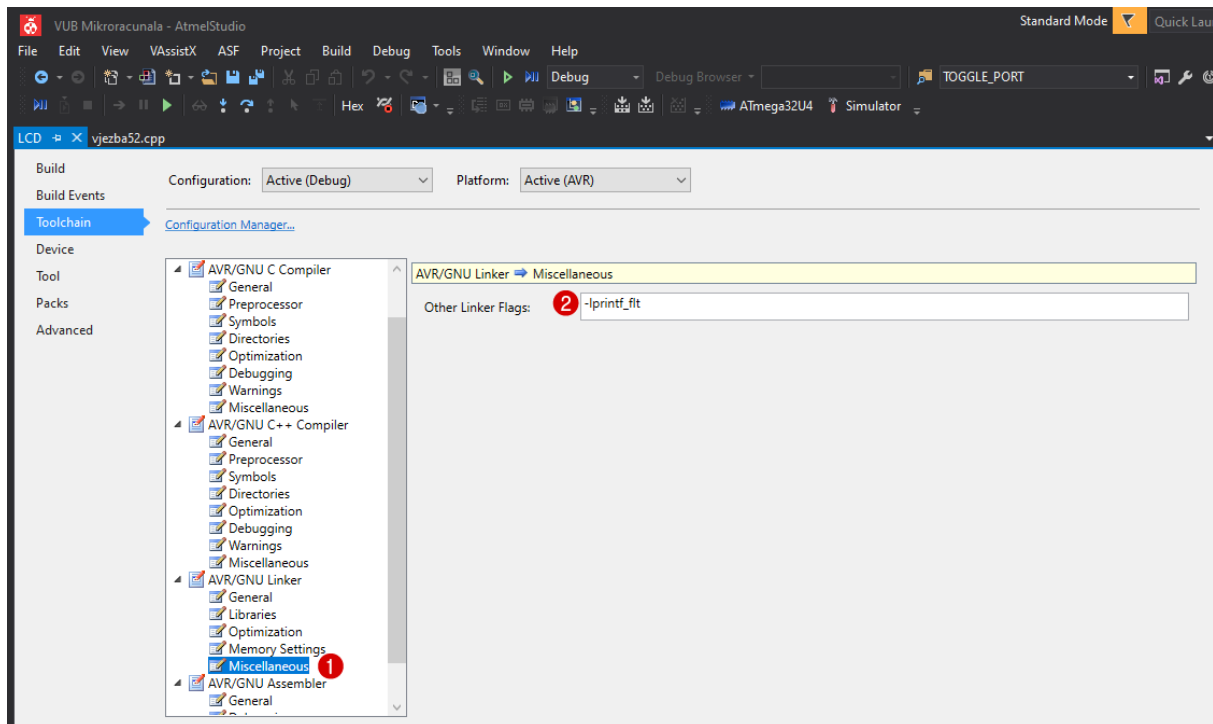 VUB Mikroracunala - AtmelStudio
Standard Mode
Quick Lau
File Edit View VAssistX ASF Project Build Debug Tools Window Help
Debug Debug Browser TOGGLE_PORT
Hex ATmega32U4 Simulator
LCD vjezba52.cpp
Build
Build Events
Toolchain
Device
Tool
Packs
Advanced
Configuration: Active (Debug) Platform: Active (AVR)
Configuration Manager...
AVR/GNU C Compiler
General
Preprocessor
Symbols
Directories
Optimization
Debugging
Warnings
Miscellaneous
AVR/GNU C++ Compiler
General
Preprocessor
Symbols
Directories
Optimization
Debugging
Warnings
Miscellaneous
AVR/GNU Linker
General
Libraries
Optimization
Memory Settings
Miscellaneous 1
AVR/GNU Assembler
General
AVR/GNU Linker Miscellaneous
Other Linker Flags: 2 -lprintf_flt